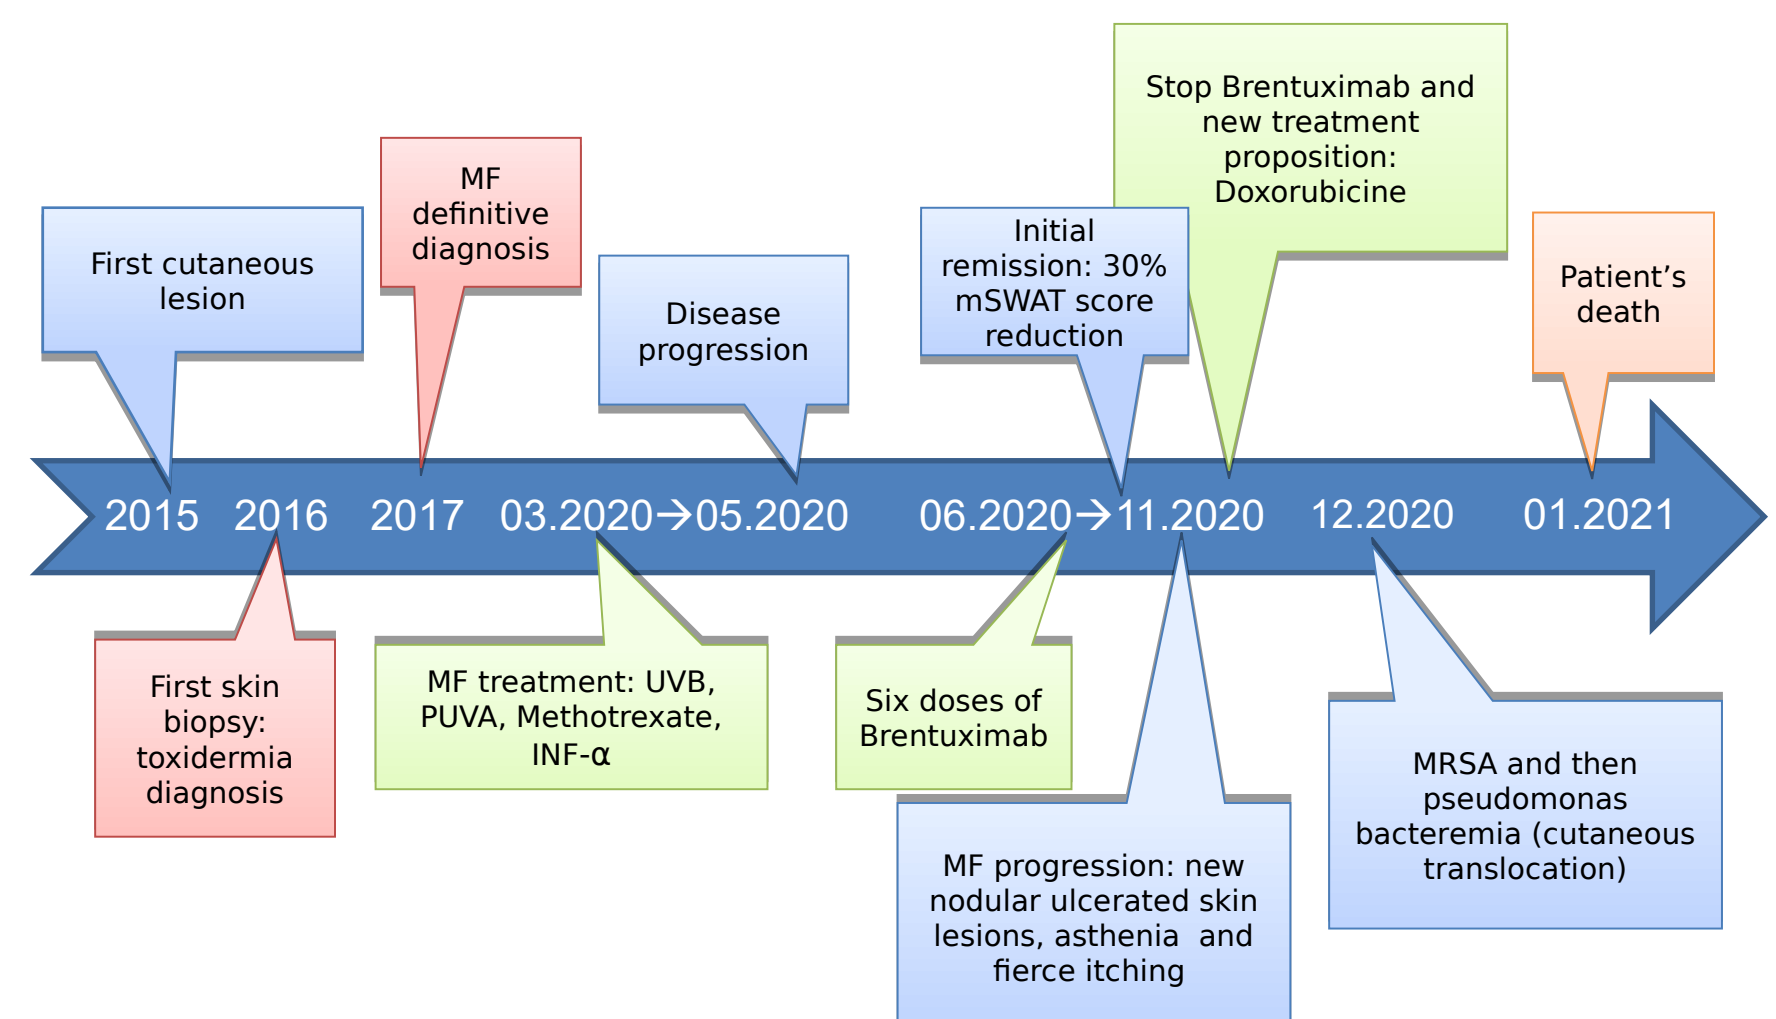 Stop Brentuximab and
new treatment
proposition:
Doxorubicine
MF
definitive
diagnosis
First cutaneous
lesion
Initial
remission: 30%
mSWAT score
reduction
Patient’s
death
Disease
progression
2015 2016 2017 03.2020→05.2020 06.2020→11.2020 12.2020 01.2021
First skin
biopsy:
toxidermia
diagnosis
MF treatment: UVB,
PUVA, Methotrexate,
INF-α
Six doses of
Brentuximab
MF progression: new
nodular ulcerated skin
lesions, asthenia  and
fierce itching
MRSA and then
pseudomonas
bacteremia (cutaneous
translocation)